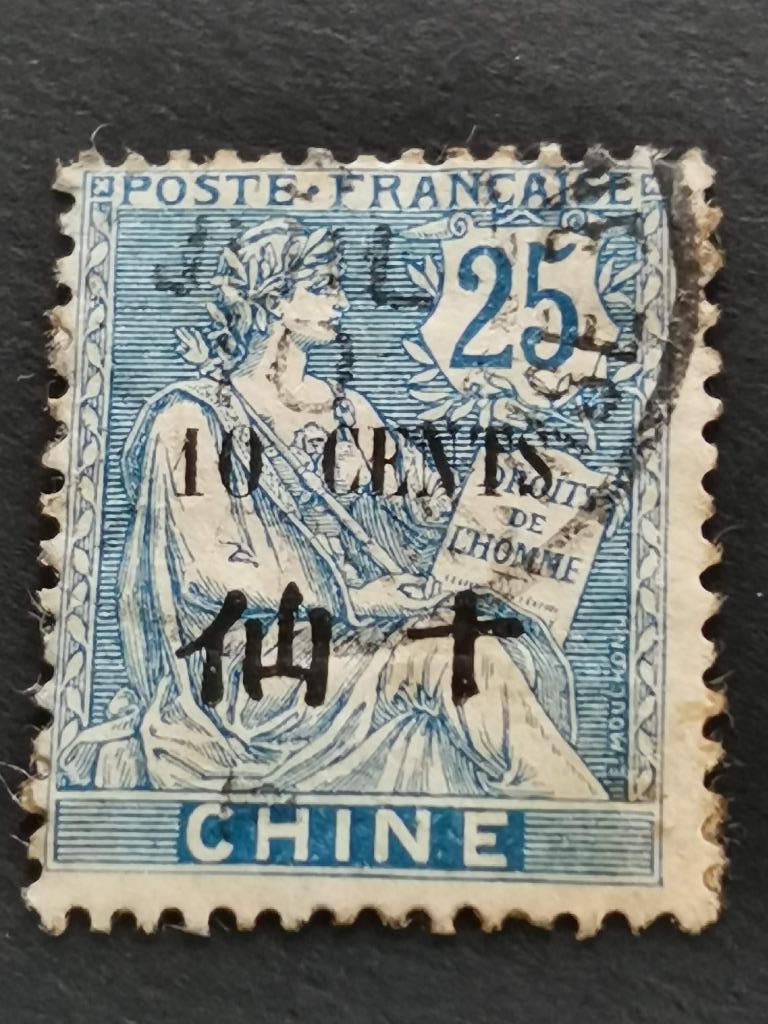 POSTE·FRANÇAISE
25
10 CENTS
DROITS
DE
L'HOMME
仙十
E. MOUCHON
CHINE